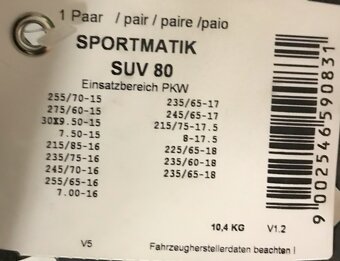 1 Paar / pair / paire /paio
SPORTMATIK
SUV 80
Einsatzbereich PKW
255/70-15
275/60-15
30X9.50-15
7.50-15
215/85-16
235/75-16
245/70-16
255/65-16
7.00-16
235/65-17
245/65-17
215/75-17.5
8-17.5
225/65-18
235/60-18
235/65-18
9 002546 590831
10,4 KG V1.2
V5 Fahrzeugherstellerdaten beachten !